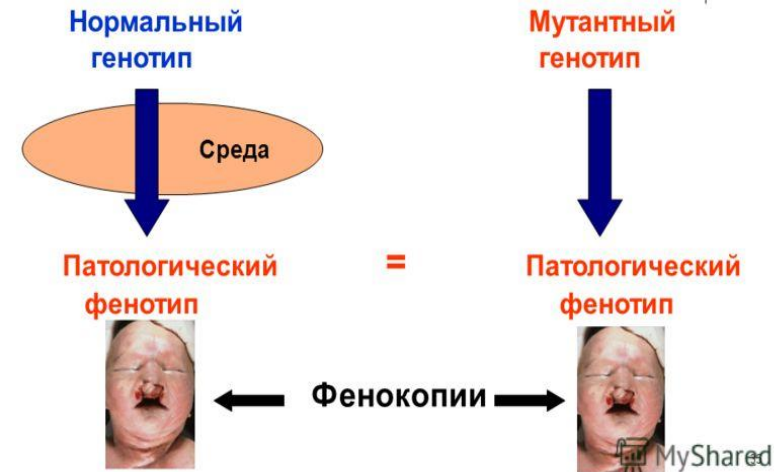 Нормальный
генотип
Мутантный
генотип
Среда
Патологический
фенотип
=
Патологический
фенотип
Фенокопии
MyShared